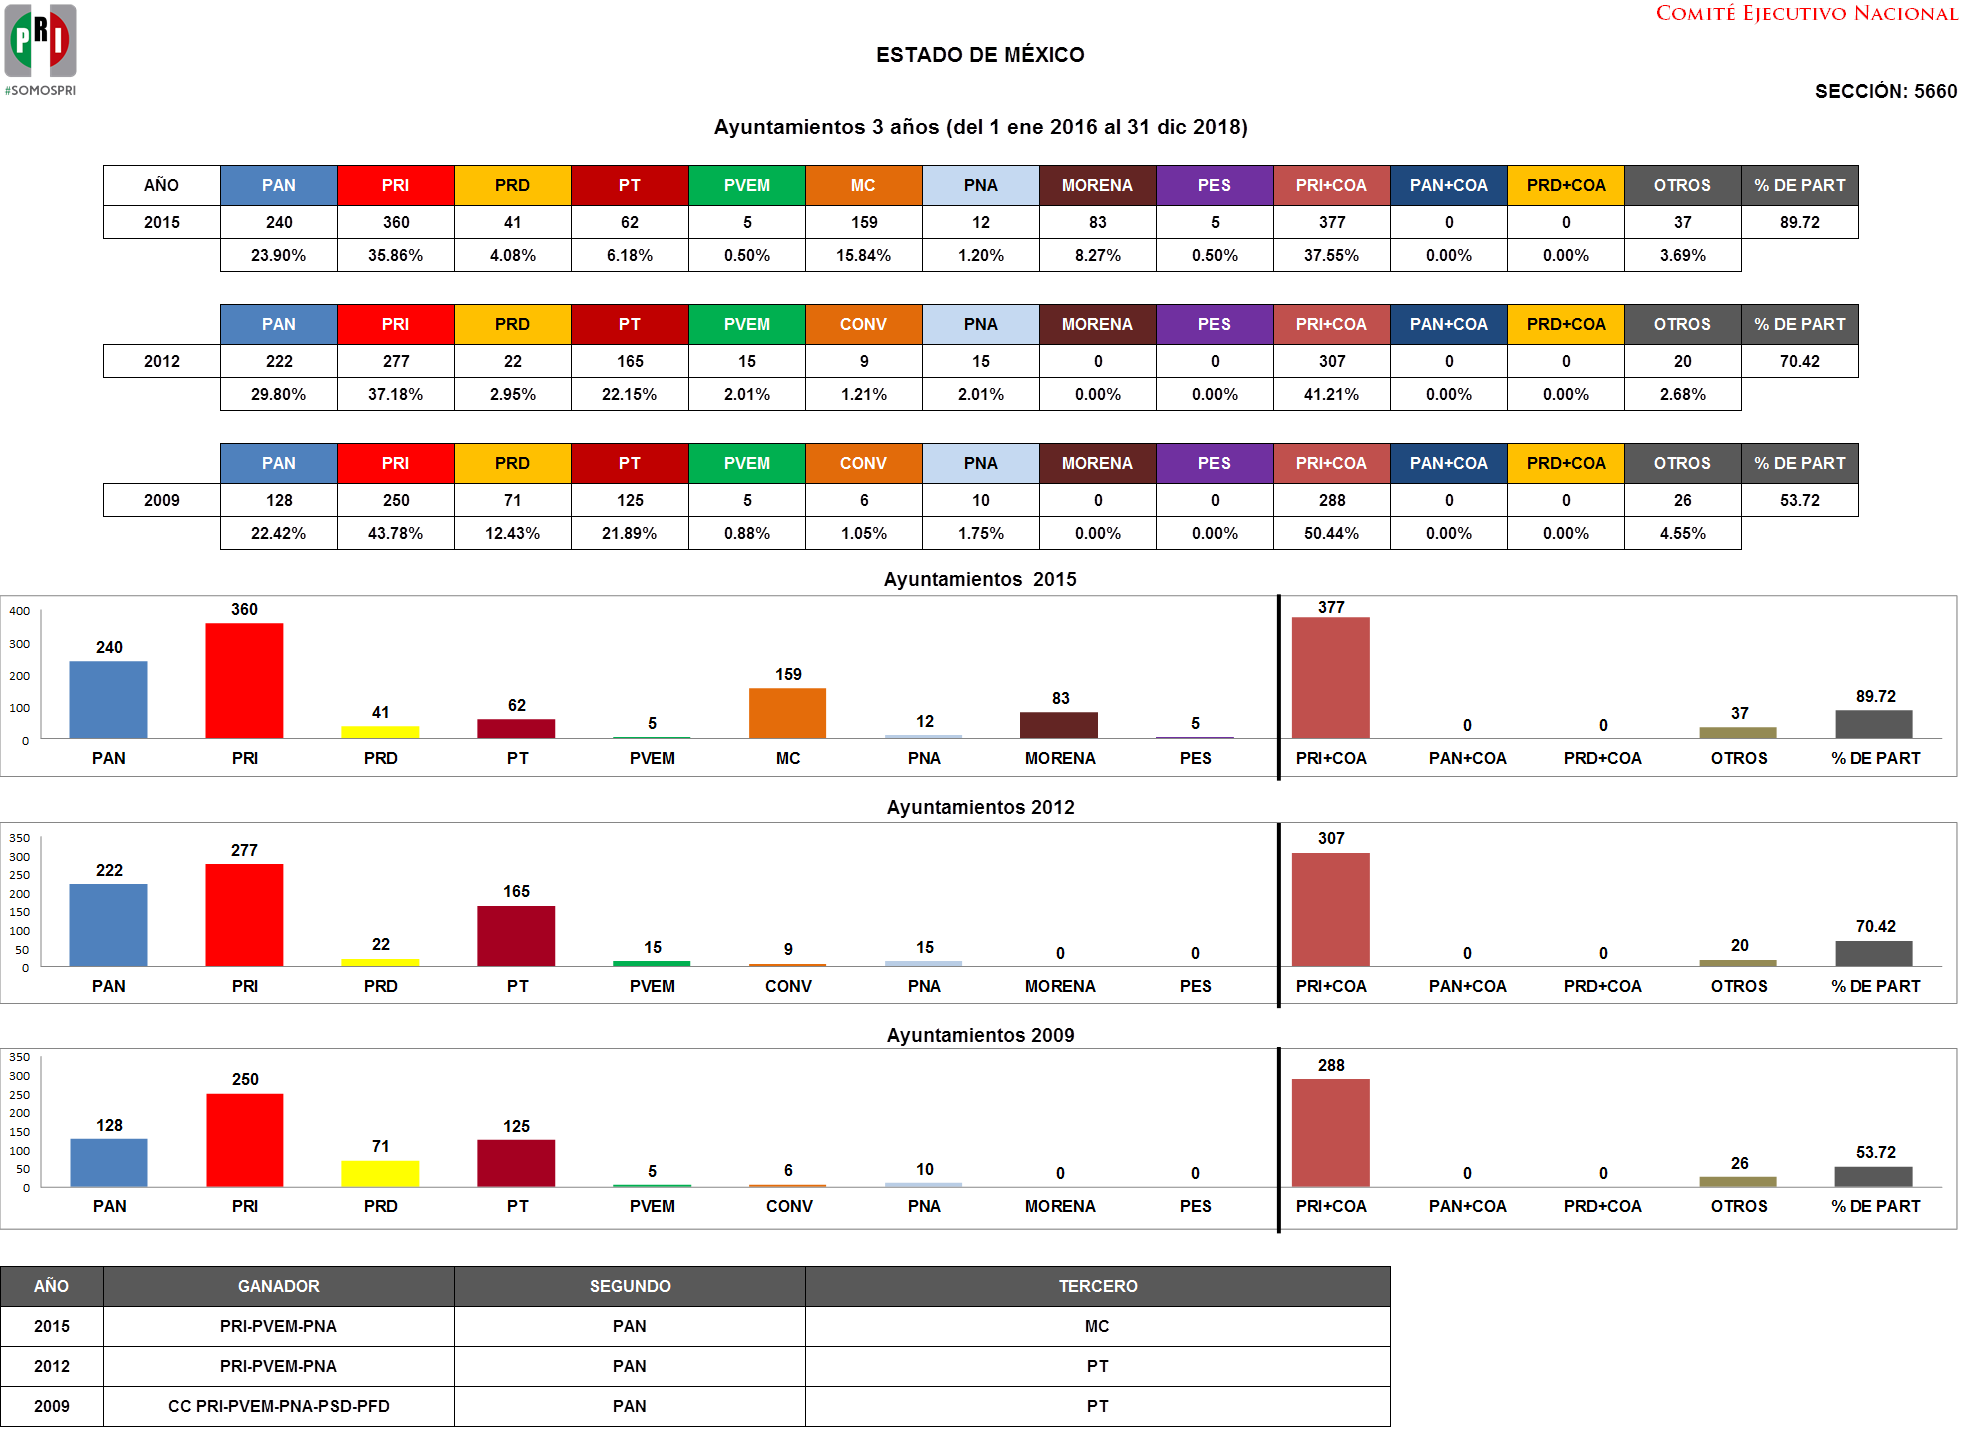 COMITÉ EJECUTIVO NACIONAL
PRI
#SOMOSPRI
ESTADO DE MÉXICO
SECCIÓN: 5660
Ayuntamientos 3 años (del 1 ene 2016 al 31 dic 2018)
AÑO PAN PRI PRD PT PVEM MC PNA MORENA PES PRI+COA PAN+COA PRD+COA OTROS % DE PART
2015 240 360 41 62 5 159 12 83 5 377 0 0 37 89.72
23.90% 35.86% 4.08% 6.18% 0.50% 15.84% 1.20% 8.27% 0.50% 37.55% 0.00% 0.00% 3.69%
PAN PRI PRD PT PVEM CONV PNA MORENA PES PRI+COA PAN+COA PRD+COA OTROS % DE PART
2012 222 277 22 165 15 9 15 0 0 307 0 0 20 70.42
29.80% 37.18% 2.95% 22.15% 2.01% 1.21% 2.01% 0.00% 0.00% 41.21% 0.00% 0.00% 2.68%
PAN PRI PRD PT PVEM CONV PNA MORENA PES PRI+COA PAN+COA PRD+COA OTROS % DE PART
2009 128 250 71 125 5 6 10 0 0 288 0 0 26 53.72
22.42% 43.78% 12.43% 21.89% 0.88% 1.05% 1.75% 0.00% 0.00% 50.44% 0.00% 0.00% 4.55%
Ayuntamientos 2015
400
300
200
100
0
240 360 41 62 5 159 12 83 5 377 0 0 37 89.72
PAN PRI PRD PT PVEM MC PNA MORENA PES PRI+COA PAN+COA PRD+COA OTROS % DE PART
Ayuntamientos 2012
350
300
250
200
150
100
50
0
222 277 22 165 15 9 15 0 0 307 0 0 20 70.42
PAN PRI PRD PT PVEM CONV PNA MORENA PES PRI+COA PAN+COA PRD+COA OTROS % DE PART
Ayuntamientos 2009
350
300
250
200
150
100
50
0
128 250 71 125 5 6 10 0 0 288 0 0 26 53.72
PAN PRI PRD PT PVEM CONV PNA MORENA PES PRI+COA PAN+COA PRD+COA OTROS % DE PART
AÑO GANADOR SEGUNDO TERCERO
2015 PRI-PVEM-PNA PAN MC
2012 PRI-PVEM-PNA PAN PT
2009 CC PRI-PVEM-PNA-PSD-PFD PAN PT